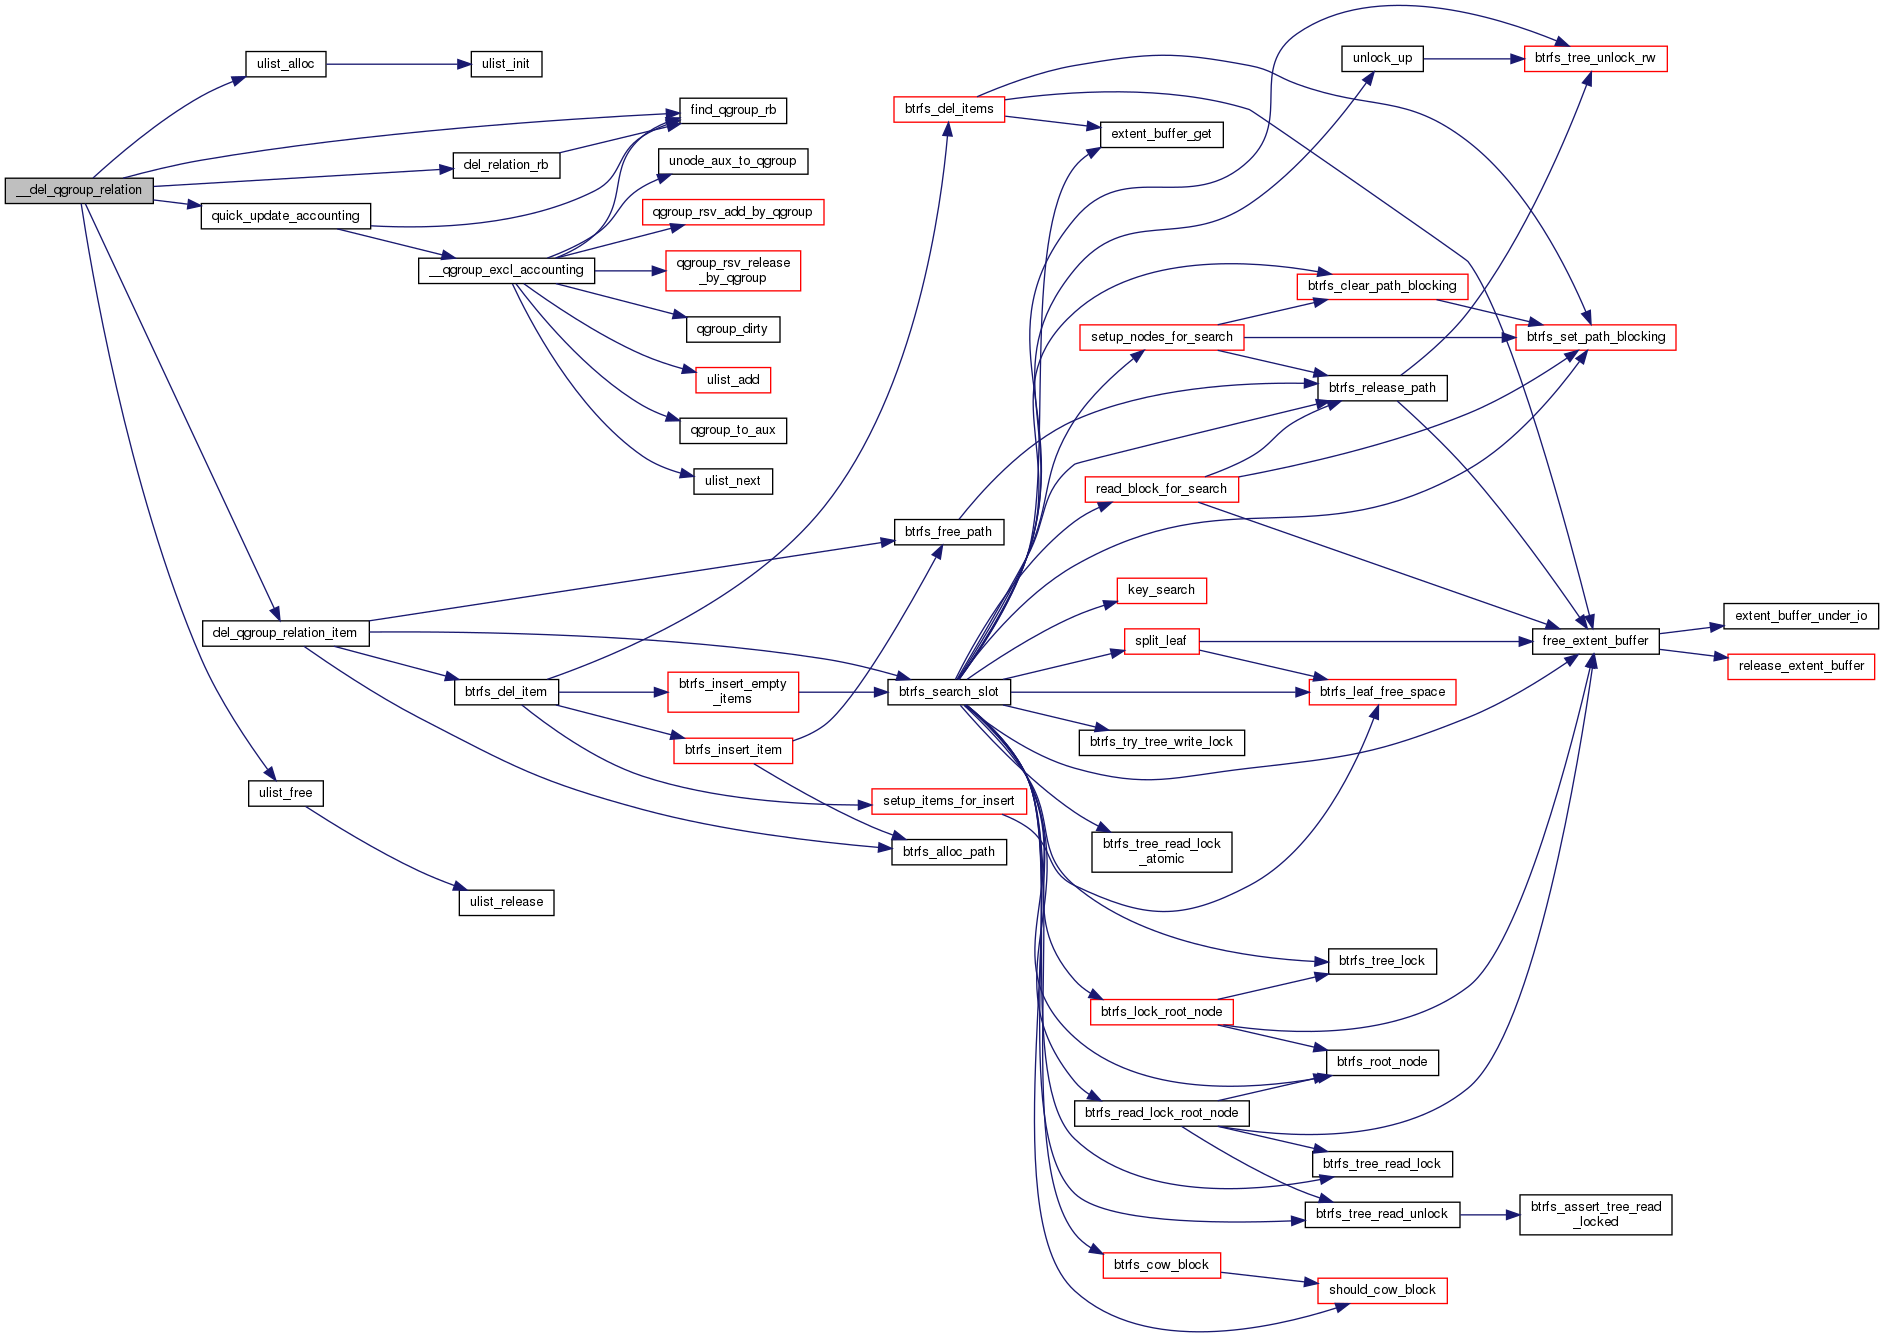 __del_qgroup_relation
ulist_alloc
ulist_init
find_qgroup_rb
del_relation_rb
unode_aux_to_qgroup
quick_update_accounting
qgroup_rsv_add_by_qgroup
__qgroup_excl_accounting
qgroup_rsv_release
_by_qgroup
qgroup_dirty
ulist_add
qgroup_to_aux
ulist_next
del_qgroup_relation_item
btrfs_del_item
btrfs_insert_empty
_items
btrfs_insert_item
ulist_free
ulist_release
btrfs_del_items
btrfs_free_path
btrfs_search_slot
setup_items_for_insert
btrfs_alloc_path
extent_buffer_get
unlock_up
btrfs_tree_unlock_rw
btrfs_clear_path_blocking
setup_nodes_for_search
btrfs_set_path_blocking
btrfs_release_path
read_block_for_search
key_search
split_leaf
free_extent_buffer
extent_buffer_under_io
release_extent_buffer
btrfs_leaf_free_space
btrfs_try_tree_write_lock
btrfs_tree_read_lock
_atomic
btrfs_tree_lock
btrfs_lock_root_node
btrfs_root_node
btrfs_read_lock_root_node
btrfs_tree_read_lock
btrfs_tree_read_unlock
btrfs_assert_tree_read
_locked
btrfs_cow_block
should_cow_block